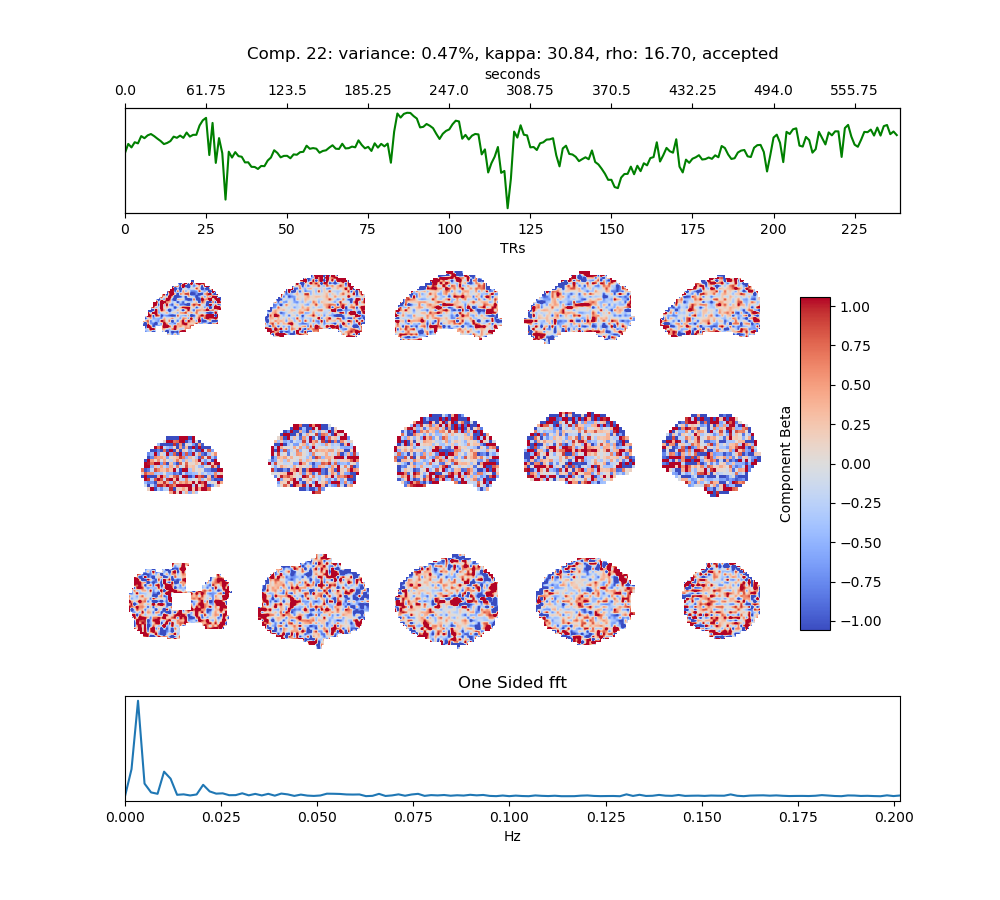 Comp. 22: variance: 0.47%, kappa: 30.84, rho: 16.70, accepted
seconds
0.0 61.75 123.5 185.25 247.0 308.75 370.5 432.25 494.0 555.75
0 25 50 75 100 125 150 175 200 225
TRs
1.00
0.75
0.50
0.25
0.00
−0.25
−0.50
−0.75
−1.00
Component Beta
One Sided fft
0.000 0.025 0.050 0.075 0.100 0.125 0.150 0.175 0.200
Hz